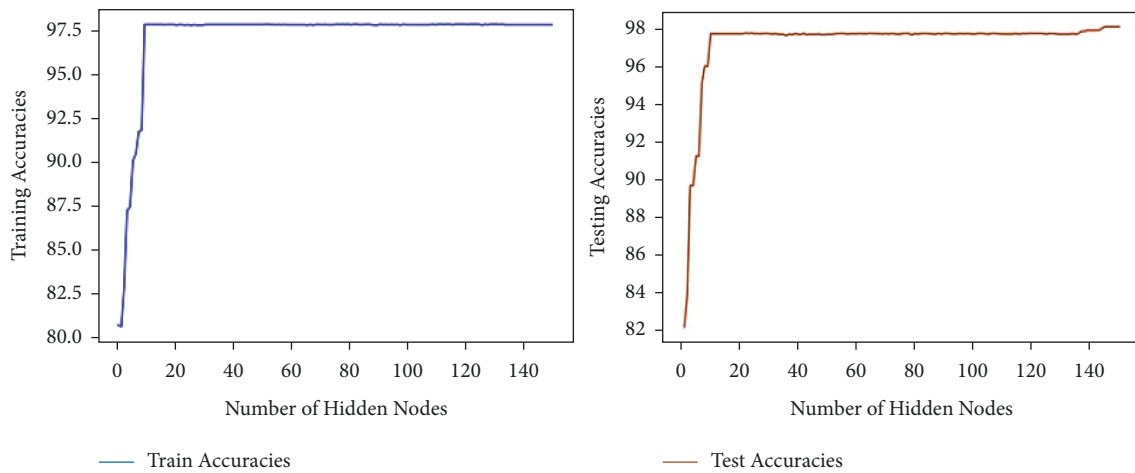 Training Accuracies
97.5
95.0
92.5
90.0
87.5
85.0
82.5
80.0
0 20 40 60 80 100 120 140
Number of Hidden Nodes
Train Accuracies
Testing Accuracies
98
96
94
92
90
88
86
84
82
0 20 40 60 80 100 120 140
Number of Hidden Nodes
Test Accuracies